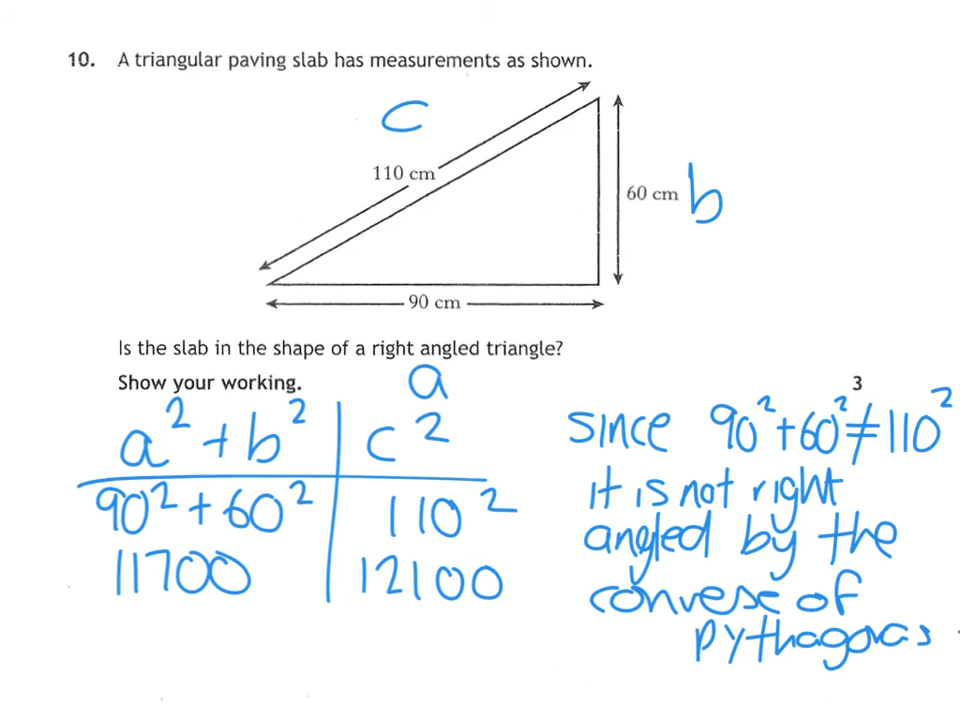 10. A triangular paving slab has measurements as shown.
c
110 cm
60 cm b
90 cm
Is the slab in the shape of a right angled triangle?
a
Show your working. 3
a² + b² | c²
90² + 60² | 110²
11700 | 12100
since 90² + 60² ≠ 110²
it is not right
angled by the
convese of
pythagoras.